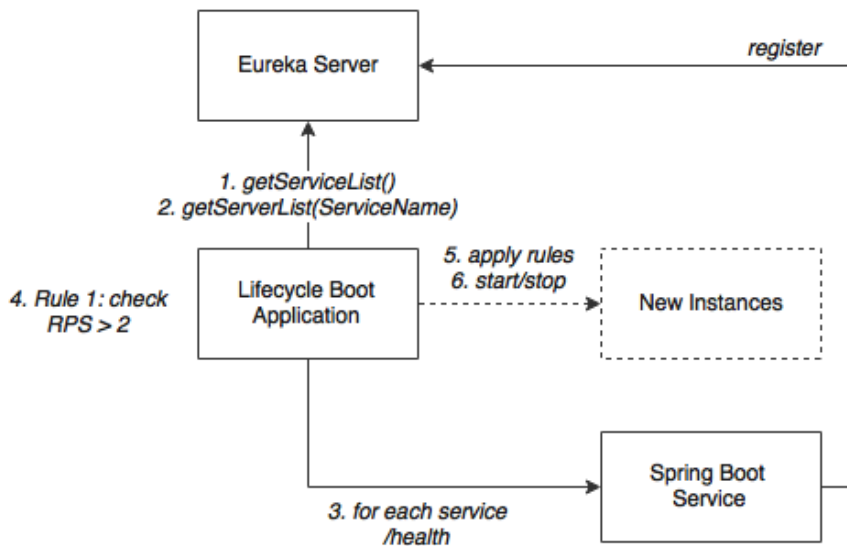 Eureka Server
register
1. getServiceList()
2. getServerList(ServiceName)
4. Rule 1: check
RPS > 2
Lifecycle Boot
Application
5. apply rules
6. start/stop
New Instances
3. for each service
/health
Spring Boot
Service